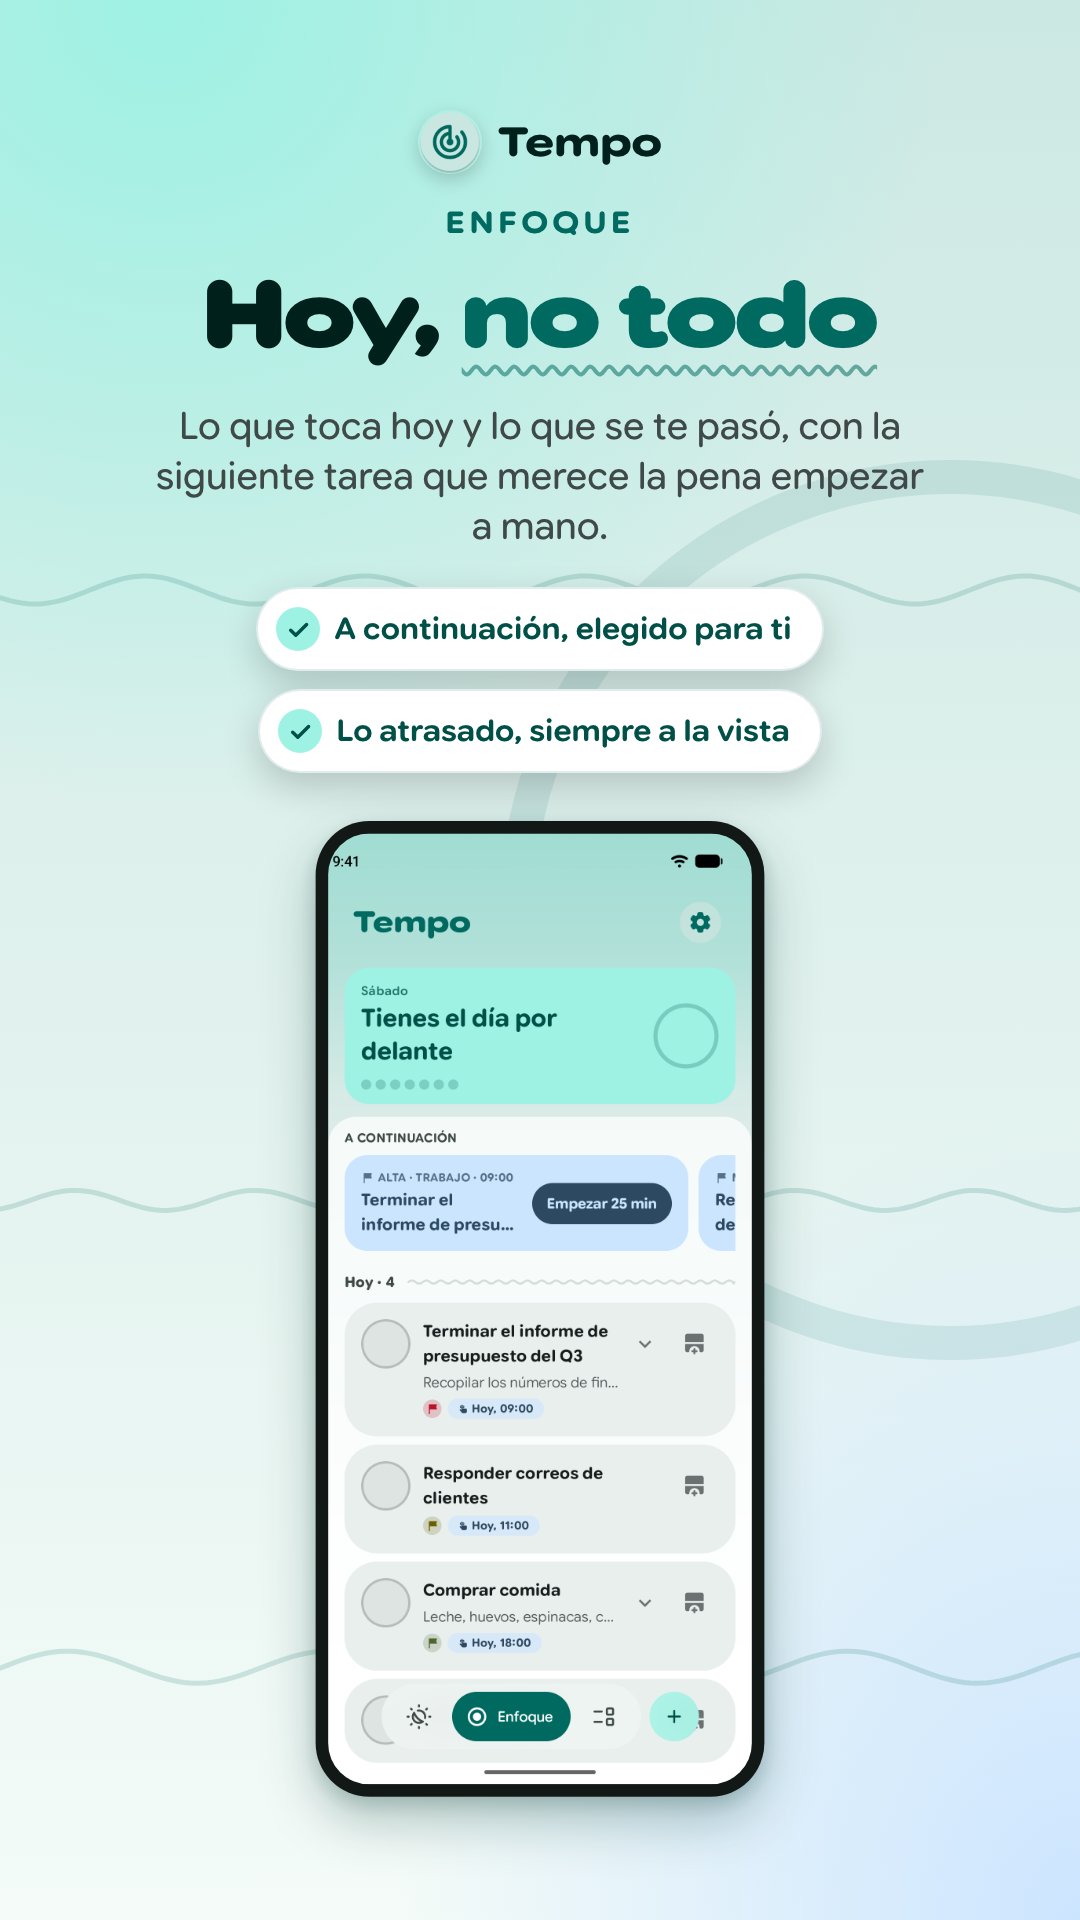 Tempo
ENFOQUE
Hoy, no todo
Lo que toca hoy y lo que se te pasó, con la
siguiente tarea que merece la pena empezar
a mano.
A continuación, elegido para ti
Lo atrasado, siempre a la vista
9:41
Tempo
Sábado
Tienes el día por
delante
A CONTINUACIÓN
ALTA · TRABAJO · 09:00
Terminar el
informe de presu...
Empezar 25 min
Re
de
Hoy · 4
Terminar el informe de
presupuesto del Q3
Recopilar los números de fin...
Hoy, 09:00
Responder correos de
clientes
Hoy, 11:00
Comprar comida
Leche, huevos, espinacas, c...
Hoy, 18:00
Enfoque